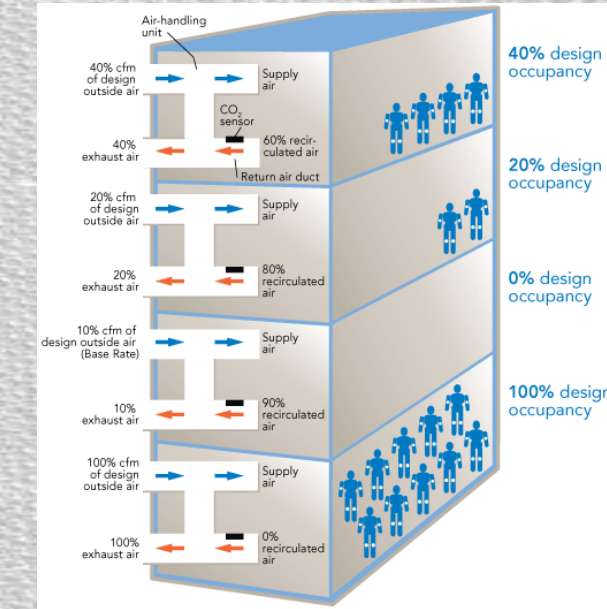 Air-handling
unit
40% cfm
of design
outside air
Supply
air
CO₂
sensor
40%
exhaust air
60% recir-
culated air
Return air duct
40% design
occupancy
20% cfm
of design
outside air
Supply
air
20%
exhaust air
80%
recirculated
air
20% design
occupancy
10% cfm of
design outside air
(Base Rate)
Supply
air
10%
exhaust air
90%
recirculated
air
0% design
occupancy
100% cfm
of design
outside air
Supply
air
100%
exhaust air
0%
recirculated
air
100% design
occupancy